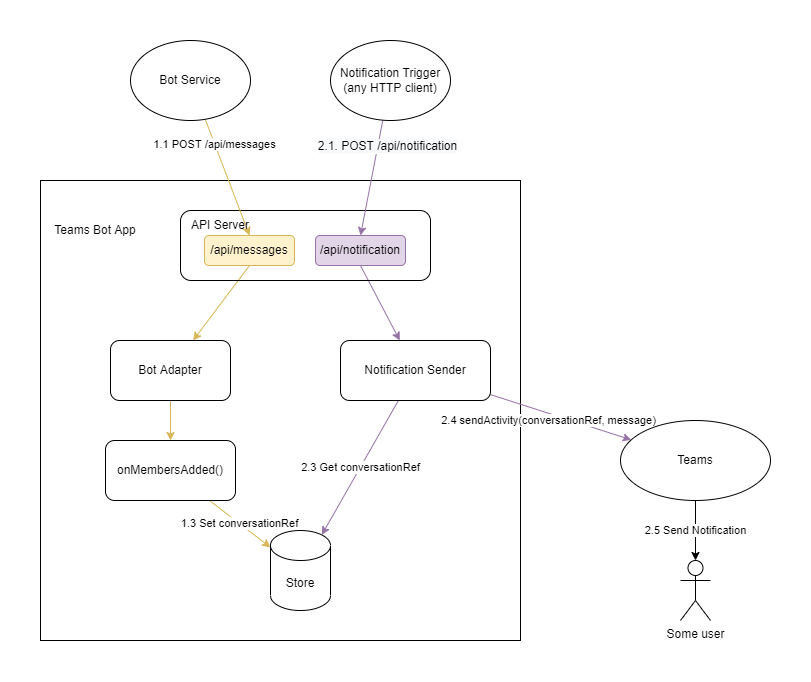 Bot Service
Notification Trigger
(any HTTP client)
1.1 POST /api/messages
2.1. POST /api/notification
Teams Bot App
API Server
/api/messages
/api/notification
Bot Adapter
Notification Sender
2.4 sendActivity(conversationRef, message)
onMembersAdded()
2.3 Get conversationRef
Teams
1.3 Set conversationRef
2.5 Send Notification
Store
Some user